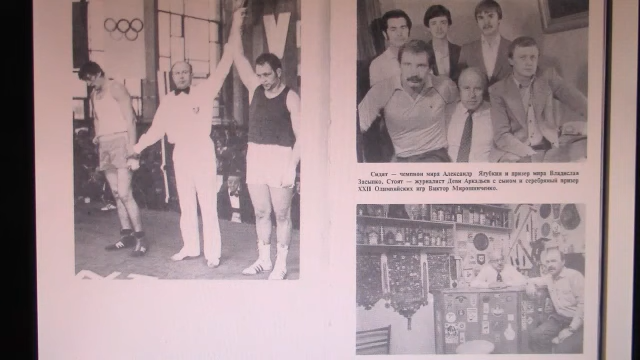 Сидят — чемпион мира Александр Ягубкин и призер мира Владислав
Засыпко. Стоят — журналист Деви Аркадьев с сыном и серебряный призер
XXII Олимпийских игр Виктор Мирошниченко.